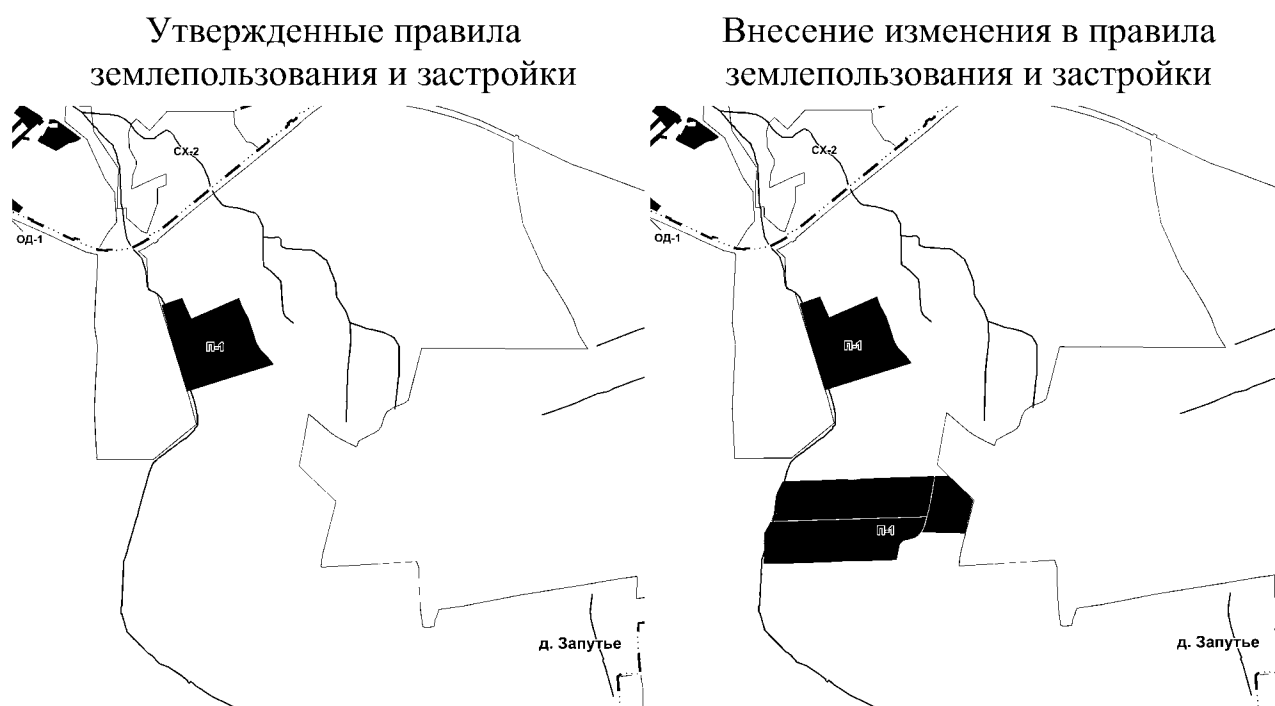 Утвержденные правила
землепользования и застройки
СХ-2
ОД-1
П-1
д. Запутье
Внесение изменения в правила
землепользования и застройки
СХ-2
ОД-1
П-1
П-1
д. Запутье